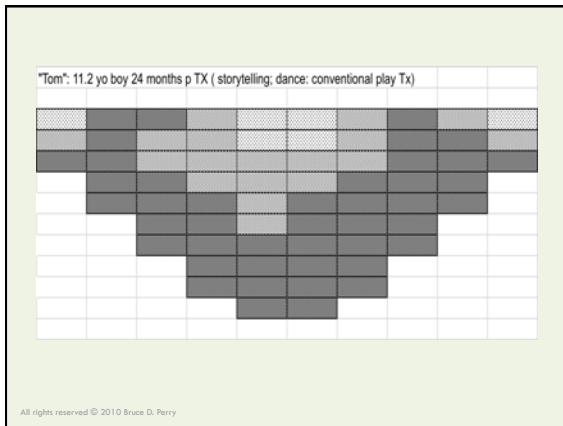 "Tom": 11.2 yo boy 24 months p TX ( storytelling; dance: conventional play Tx)
All rights reserved © 2010 Bruce D. Perry